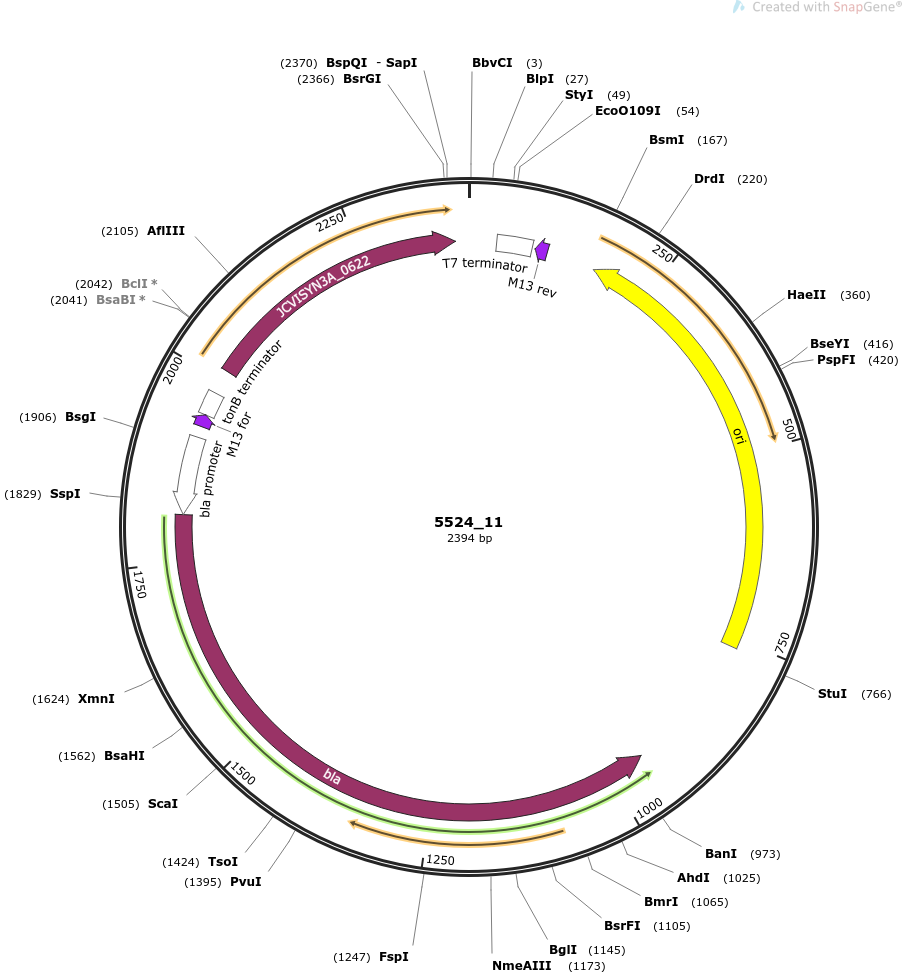 Created with SnapGene®
(2370) BspQI - SapI
(2366) BsrGI
BbvCI (3)
BlpI (27)
StyI (49)
EcoO109I (54)
BsmI (167)
DrdI (220)
HaeII (360)
BseYI (416)
PspFI (420)
StuI (766)
BanI (973)
AhdI (1025)
BmrI (1065)
BsrFI (1105)
BglI (1145)
NmeAIII (1173)
(1247) FspI
(1395) PvuI
(1424) TsoI
(1505) ScaI
(1562) BsaHI
(1624) XmnI
(1829) SspI
(1906) BsgI
(2041) BsaBI *
(2042) BclI *
(2105) AflIII
250
500
750
1000
1250
1500
1750
2000
2250
T7 terminator
M13 rev
ori
bla
bla promoter
M13 for
tonB terminator
JCVISYN3A_0622
5524_11
2394 bp